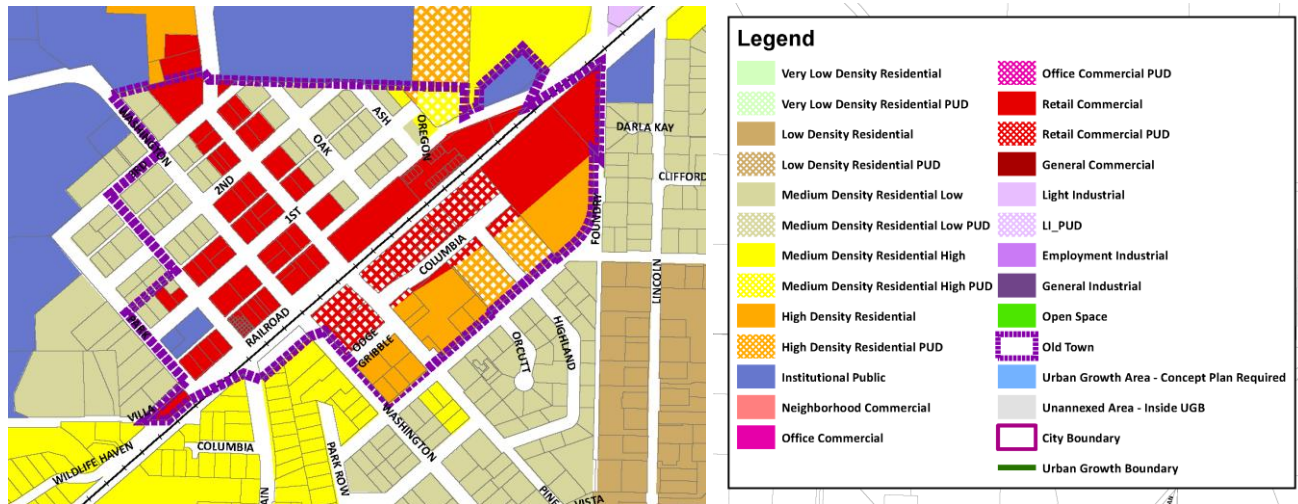 WASHINGTON
3RD
2ND
OAK
ASH
OREGON
1ST
DARLA KAY
CLIFFORD
FOUNDRY
LINCOLN
COLUMBIA
RAILROAD
GRIBBLE
ORCUTT
HIGHLAND
VILLA
WILDLIFE HAVEN
COLUMBIA
PARK ROW
WASHINGTON
PINE
VISTA
Legend
Very Low Density Residential
Very Low Density Residential PUD
Low Density Residential
Low Density Residential PUD
Medium Density Residential Low
Medium Density Residential Low PUD
Medium Density Residential High
Medium Density Residential High PUD
High Density Residential
High Density Residential PUD
Institutional Public
Neighborhood Commercial
Office Commercial
Office Commercial PUD
Retail Commercial
Retail Commercial PUD
General Commercial
Light Industrial
LI_PUD
Employment Industrial
General Industrial
Open Space
Old Town
Urban Growth Area - Concept Plan Required
Unannexed Area - Inside UGB
City Boundary
Urban Growth Boundary